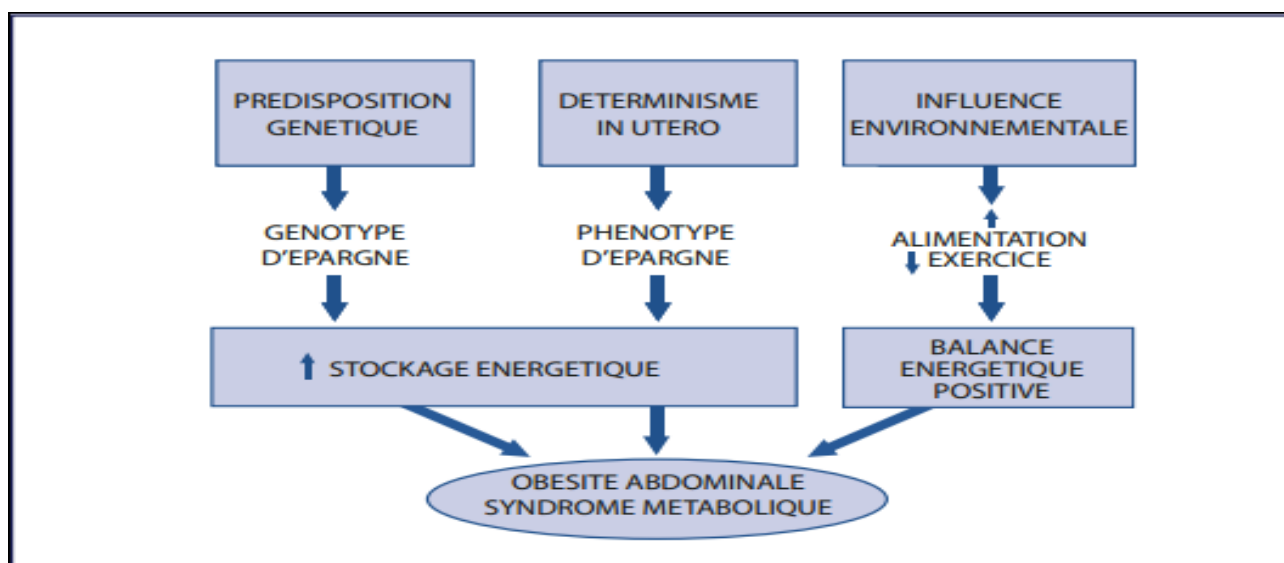 PREDISPOSITION
GENETIQUE
DETERMINISME
IN UTERO
INFLUENCE
ENVIRONNEMENTALE
GENOTYPE
D'EPARGNE
PHENOTYPE
D'EPARGNE
ALIMENTATION
EXERCICE
STOCKAGE ENERGETIQUE
BALANCE
ENERGETIQUE
POSITIVE
OBESITE ABDOMINALE
SYNDROME METABOLIQUE